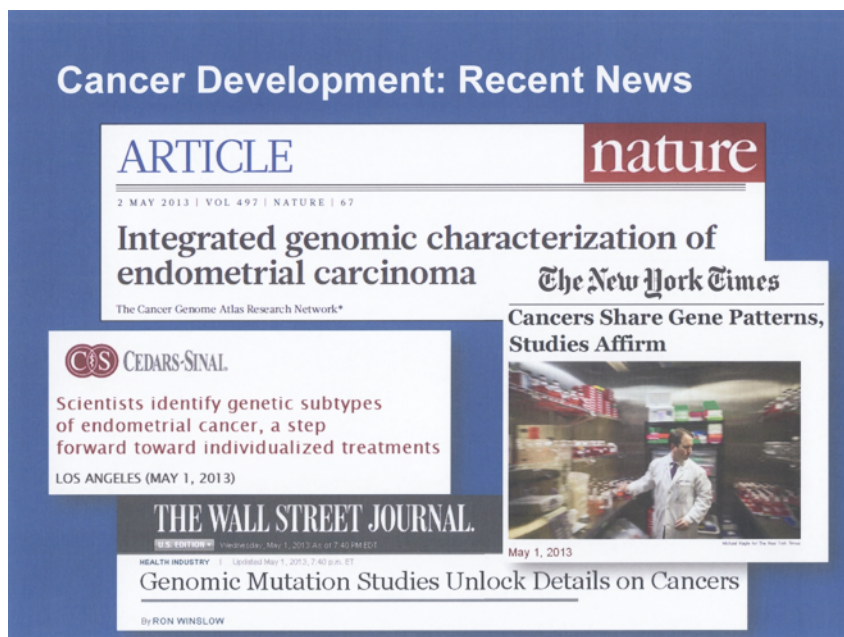 Cancer Development: Recent News
ARTICLE
nature
2 MAY 2013 | VOL 497 | NATURE | 67
Integrated genomic characterization of
endometrial carcinoma
The Cancer Genome Atlas Research Network*
The New York Times
Cancers Share Gene Patterns,
Studies Affirm
May 1, 2013
CS CEDARS-SINAI.
Scientists identify genetic subtypes
of endometrial cancer, a step
forward toward individualized treatments
LOS ANGELES (MAY 1, 2013)
THE WALL STREET JOURNAL.
U.S. EDITION Wednesday, May 1, 2013 As of 7:40 PM EDT
HEALTH INDUSTRY | Updated May 1, 2013, 7:40 p.m. ET
Genomic Mutation Studies Unlock Details on Cancers
By RON WINSLOW